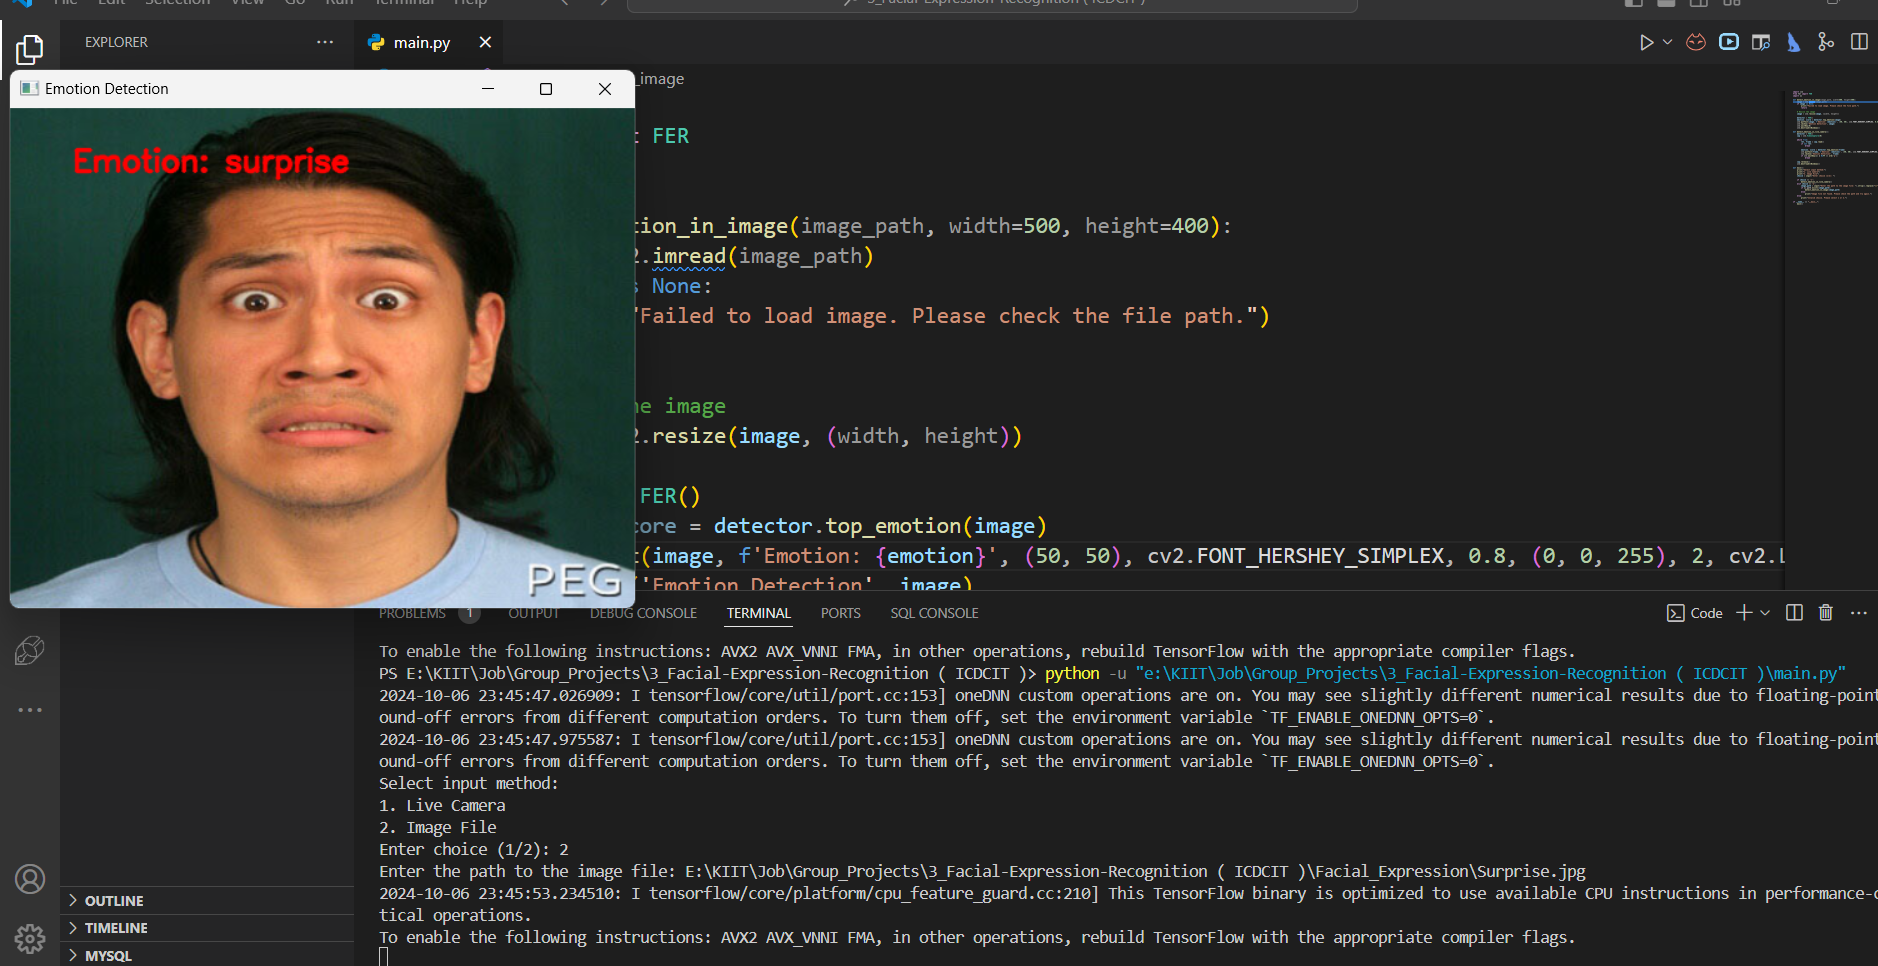 File Edit Selection View Go Run Terminal Help
3_Facial-Expression-Recognition ( ICDCIT )
EXPLORER
main.py
Emotion Detection
_image
Emotion: surprise
PEG
FER
tion_in_image(image_path, width=500, height=400):
.imread(image_path)
None:
"Failed to load image. Please check the file path.")
he image
.resize(image, (width, height))
FER()
core = detector.top_emotion(image)
t(image, f'Emotion: {emotion}', (50, 50), cv2.FONT_HERSHEY_SIMPLEX, 0.8, (0, 0, 255), 2, cv2.L
('Emotion Detection', image)
PROBLEMS 1 OUTPUT DEBUG CONSOLE TERMINAL PORTS SQL CONSOLE
Code
To enable the following instructions: AVX2 AVX_VNNI FMA, in other operations, rebuild TensorFlow with the appropriate compiler flags.
PS E:\KIIT\Job\Group_Projects\3_Facial-Expression-Recognition ( ICDCIT )> python -u "e:\KIIT\Job\Group_Projects\3_Facial-Expression-Recognition ( ICDCIT )\main.py"
2024-10-06 23:45:47.026909: I tensorflow/core/util/port.cc:153] oneDNN custom operations are on. You may see slightly different numerical results due to floating-point
ound-off errors from different computation orders. To turn them off, set the environment variable `TF_ENABLE_ONEDNN_OPTS=0`.
2024-10-06 23:45:47.975587: I tensorflow/core/util/port.cc:153] oneDNN custom operations are on. You may see slightly different numerical results due to floating-point
ound-off errors from different computation orders. To turn them off, set the environment variable `TF_ENABLE_ONEDNN_OPTS=0`.
Select input method:
1. Live Camera
2. Image File
Enter choice (1/2): 2
Enter the path to the image file: E:\KIIT\Job\Group_Projects\3_Facial-Expression-Recognition ( ICDCIT )\Facial_Expression\Surprise.jpg
2024-10-06 23:45:53.234510: I tensorflow/core/platform/cpu_feature_guard.cc:210] This TensorFlow binary is optimized to use available CPU instructions in performance-c
tical operations.
To enable the following instructions: AVX2 AVX_VNNI FMA, in other operations, rebuild TensorFlow with the appropriate compiler flags.
OUTLINE
TIMELINE
MYSQL